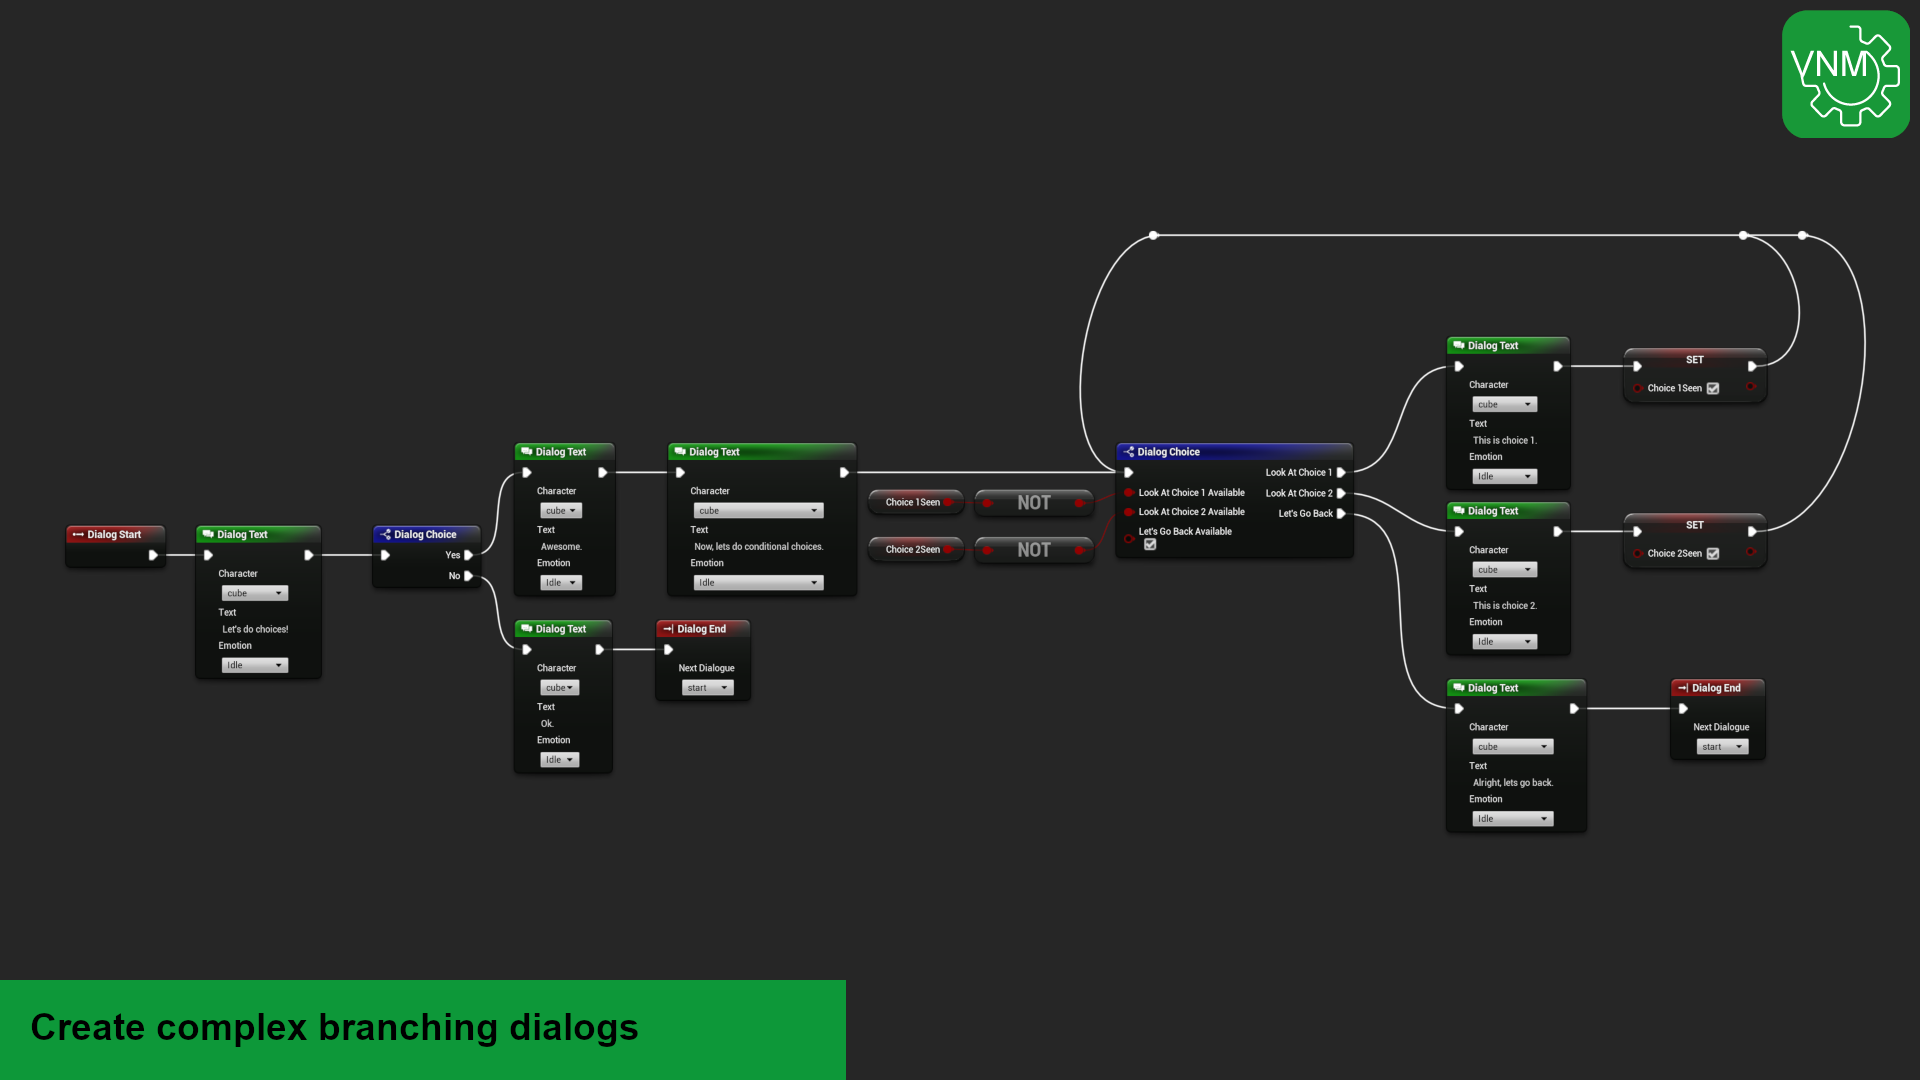 VNM
Dialog Start
Dialog Text
Character
cube
Text
Let's do choices!
Emotion
Idle
Dialog Choice
Yes
No
Dialog Text
Character
cube
Text
Awesome.
Emotion
Idle
Dialog Text
Character
cube
Text
Ok.
Emotion
Idle
Dialog End
Next Dialogue
start
Dialog Text
Character
cube
Text
Now, lets do conditional choices.
Emotion
Idle
Choice 1Seen
NOT
Choice 2Seen
NOT
Dialog Choice
Look At Choice 1
Look At Choice 1 Available
Look At Choice 2
Look At Choice 2 Available
Let's Go Back
Let's Go Back Available
Dialog Text
Character
cube
Text
This is choice 1.
Emotion
Idle
SET
Choice 1Seen
Dialog Text
Character
cube
Text
This is choice 2.
Emotion
Idle
SET
Choice 2Seen
Dialog Text
Character
cube
Text
Alright, lets go back.
Emotion
Idle
Dialog End
Next Dialogue
start
Create complex branching dialogs